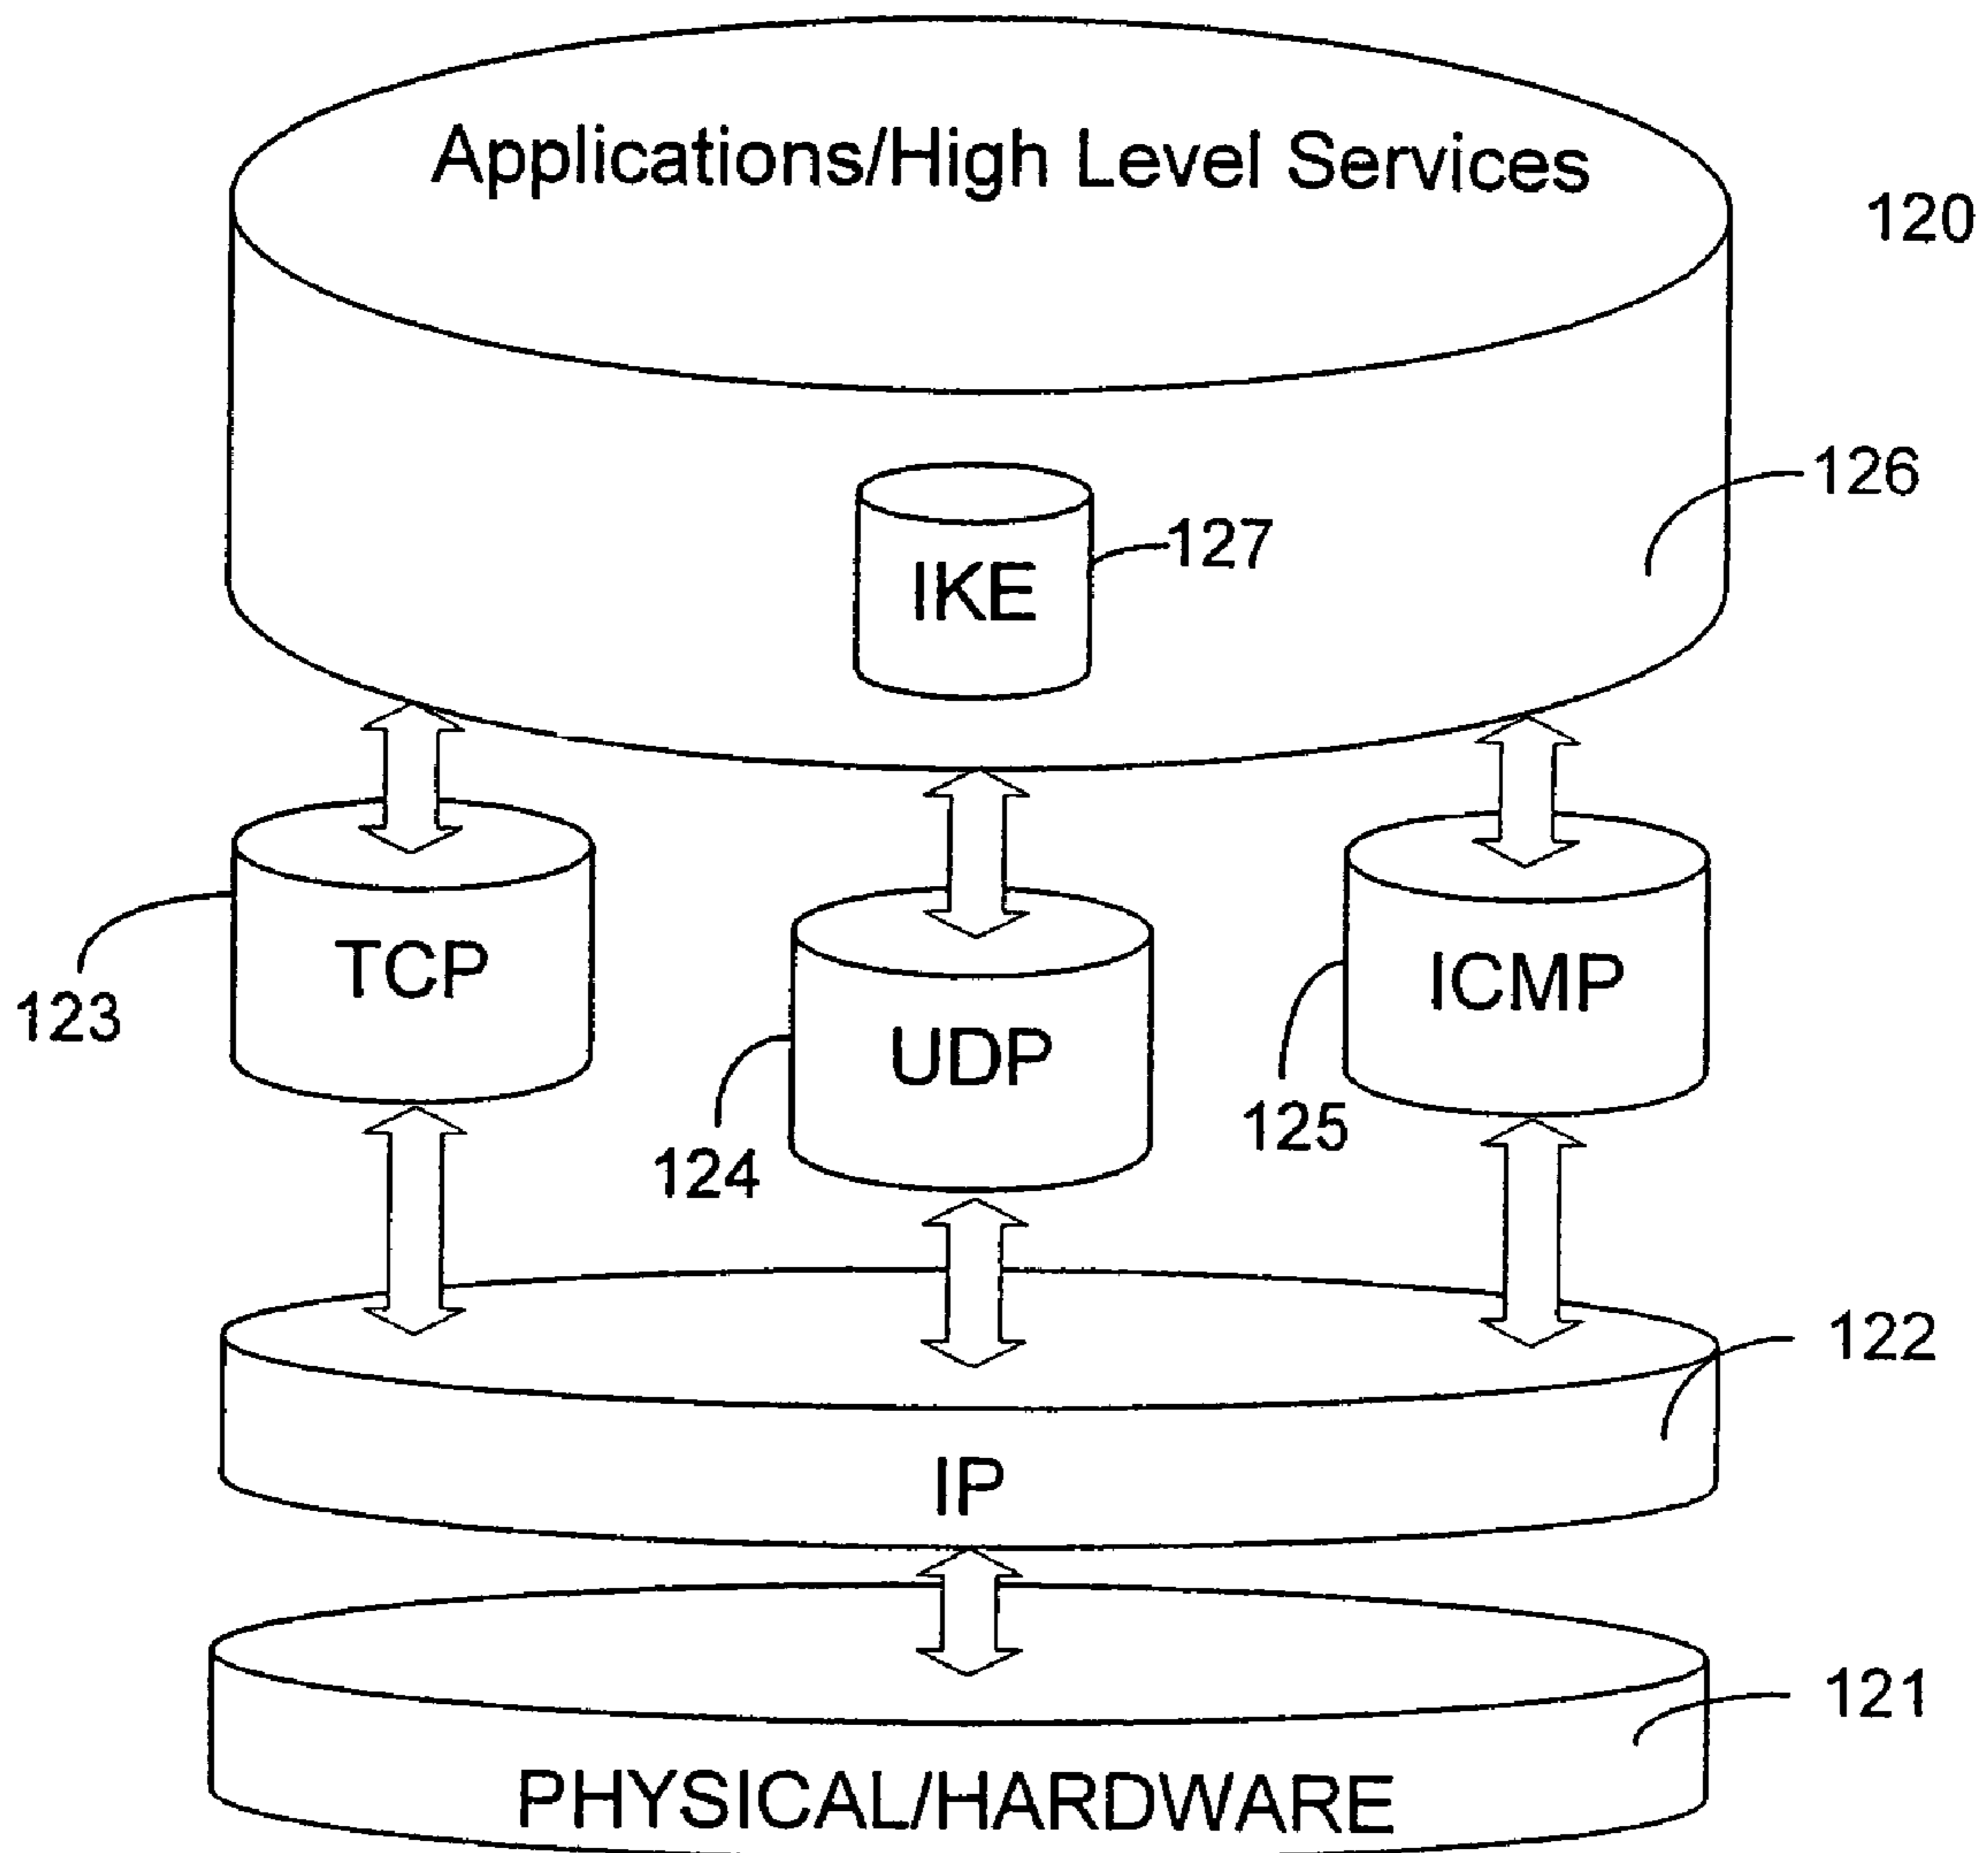 Applications/High Level Services
120
126
127
IKE
TCP
ICMP
123
UDP
125
124
122
IP
121
PHYSICAL/HARDWARE